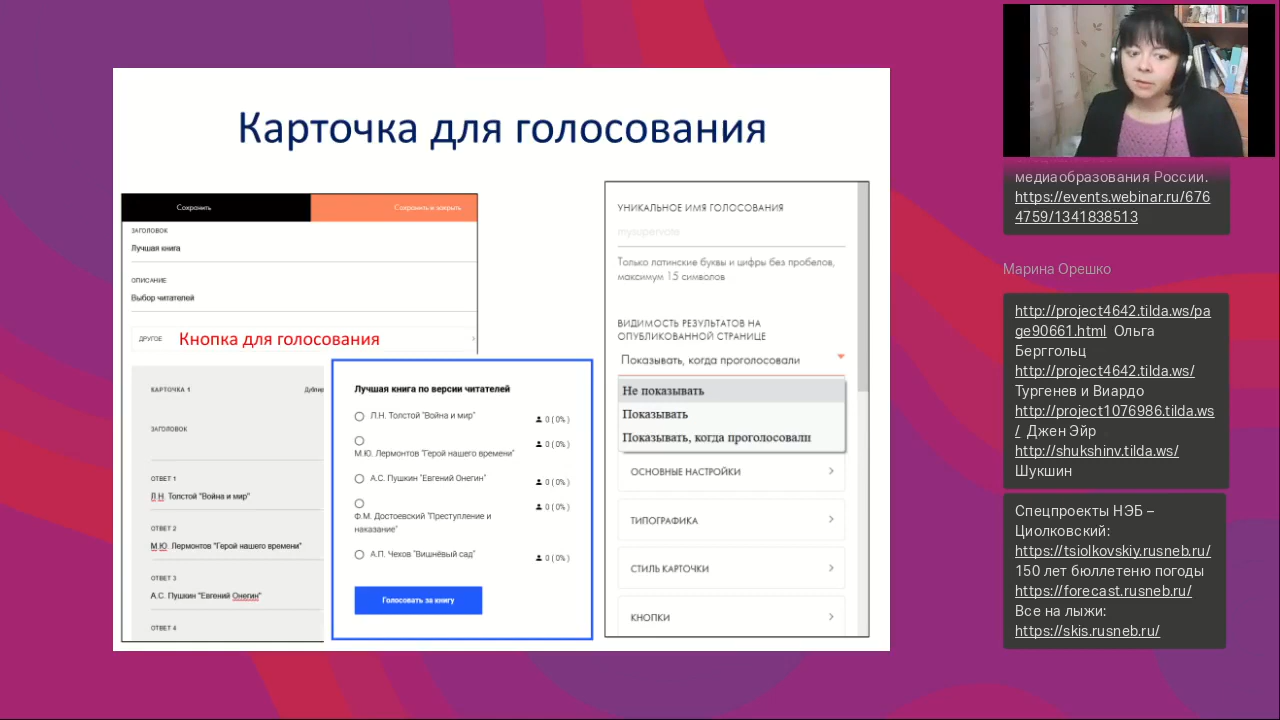 Карточка для голосования
Сохранить
Сохранить и закрыть
ЗАГОЛОВОК
Лучшая книга
ОПИСАНИЕ
Выбор читателей
ДРУГОЕ
Кнопка для голосования
КАРТОЧКА 1
ЗАГОЛОВОК
ОТВЕТ 1
Л.Н. Толстой "Война и мир"
ОТВЕТ 2
М.Ю. Лермонтов "Герой нашего времени"
ОТВЕТ 3
А.С. Пушкин "Евгений Онегин"
ОТВЕТ 4
Лучшая книга по версии читателей
Л.Н. Толстой "Война и мир"
0 ( 0% )
М.Ю. Лермонтов "Герой нашего времени"
0 ( 0% )
А.С. Пушкин "Евгений Онегин"
0 ( 0% )
Ф.М. Достоевский "Преступление и
наказание"
0 ( 0% )
А.П. Чехов "Вишнёвый сад"
0 ( 0% )
Голосовать за книгу
УНИКАЛЬНОЕ ИМЯ ГОЛОСОВАНИЯ
mysupervote
Только латинские буквы и цифры без пробелов,
максимум 15 символов
ВИДИМОСТЬ РЕЗУЛЬТАТОВ НА
ОПУБЛИКОВАННОЙ СТРАНИЦЕ
Показывать, когда проголосовали
Не показывать
Показывать
Показывать, когда проголосовали
ОСНОВНЫЕ НАСТРОЙКИ
ТИПОГРАФИКА
СТИЛЬ КАРТОЧКИ
КНОПКИ
медиаобразования России.
https://events.webinar.ru/676
4759/1341838513
Марина Орешко
http://project4642.tilda.ws/pa
ge90661.html Ольга
Берггольц
http://project4642.tilda.ws/
Тургенев и Виардо
http://project1076986.tilda.ws
/ Джен Эйр
http://shukshinv.tilda.ws/
Шукшин
Спецпроекты НЭБ –
Циолковский:
https://tsiolkovskiy.rusneb.ru/
150 лет бюллетеню погоды
https://forecast.rusneb.ru/
Все на лыжи:
https://skis.rusneb.ru/